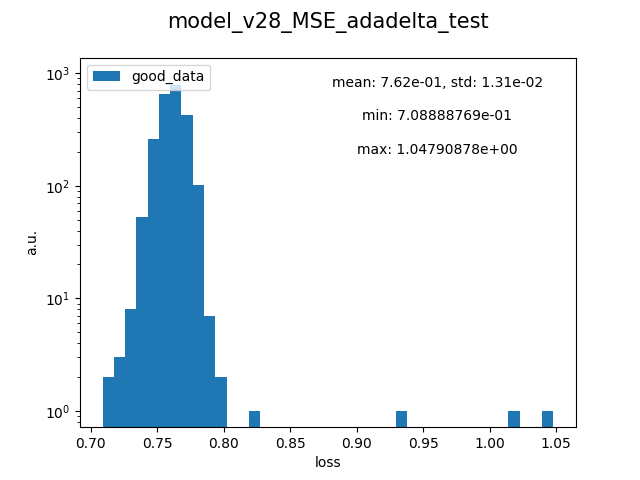 model_v28_MSE_adadelta_test
good_data
mean: 7.62e-01, std: 1.31e-02
min: 7.08888769e-01
max: 1.04790878e+00
10³
10²
10¹
10⁰
a.u.
0.70 0.75 0.80 0.85 0.90 0.95 1.00 1.05
loss